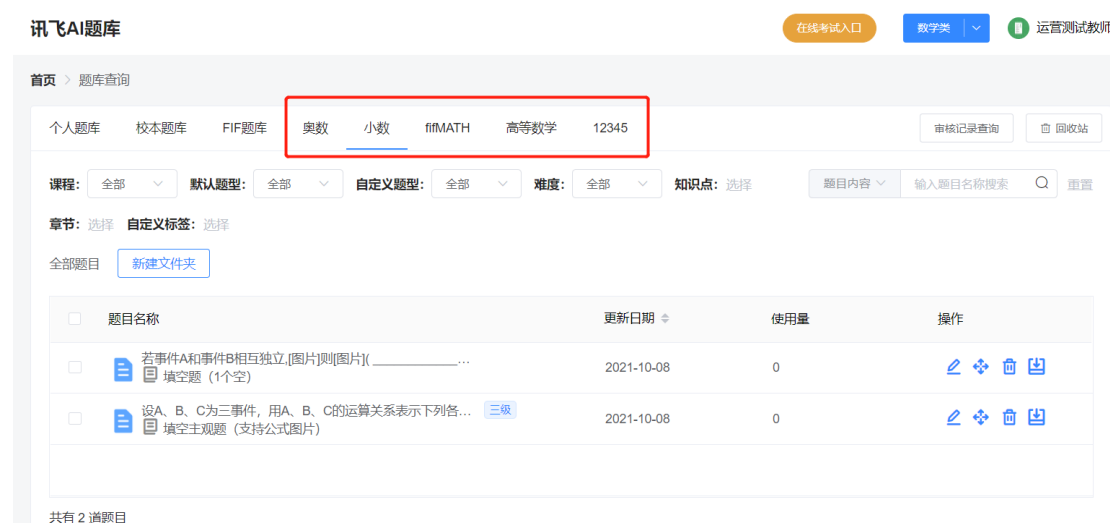 讯飞AI题库 在线考试入口 数学类 运营测试教师
首页 > 题库查询
个人题库 校本题库 FIF题库 奥数 小数 fifMATH 高等数学 12345 审核记录查询 回收站
课程： 全部 默认题型： 全部 自定义题型： 全部 难度： 全部 知识点： 选择 题目内容 输入题目名称搜索 重置
章节： 选择 自定义标签： 选择
全部题目 新建文件夹
题目名称 更新日期 使用量 操作
若事件A和事件B相互独立,[图片]则[图片]( _____________...
填空题（1个空） 2021-10-08 0
设A、B、C为三事件，用A、B、C的运算关系表示下列各... 三级
填空主观题（支持公式图片） 2021-10-08 0
共有 2 道题目